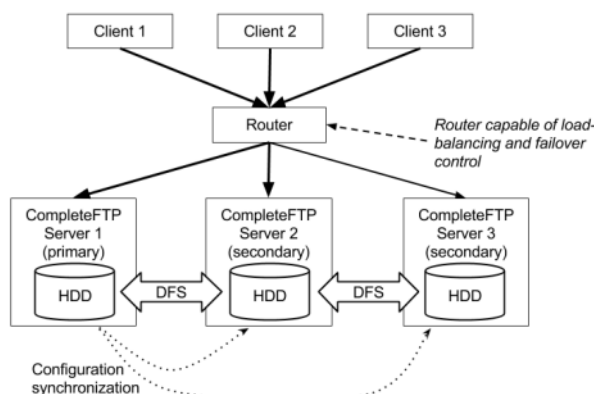 Client 1
Client 2
Client 3
Router
Router capable of load-
balancing and failover
control
CompleteFTP
Server 1
(primary)
HDD
DFS
CompleteFTP
Server 2
(secondary)
HDD
DFS
CompleteFTP
Server 3
(secondary)
HDD
Configuration
synchronization